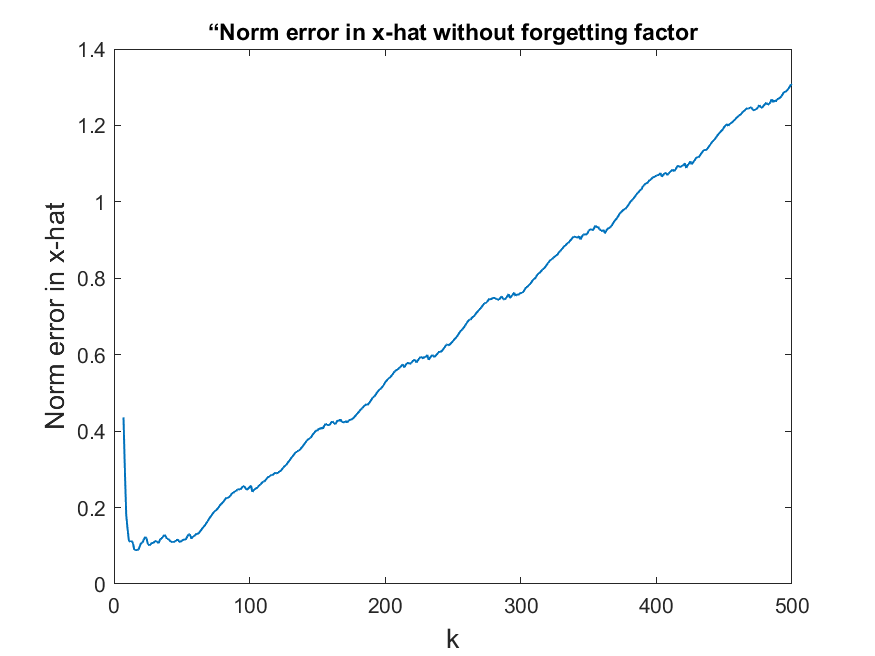 “Norm error in x-hat without forgetting factor
1.4
1.2
1
0.8
0.6
0.4
0.2
0
Norm error in x-hat
0 100 200 300 400 500
k